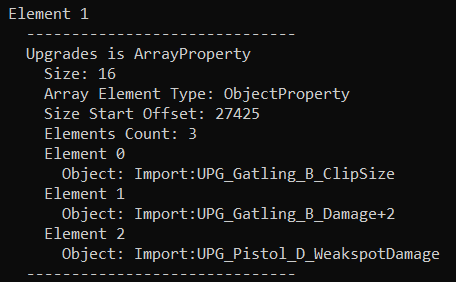 Element 1
------------------------------
Upgrades is ArrayProperty
Size: 16
Array Element Type: ObjectProperty
Size Start Offset: 27425
Elements Count: 3
Element 0
Object: Import:UPG_Gatling_B_ClipSize
Element 1
Object: Import:UPG_Gatling_B_Damage+2
Element 2
Object: Import:UPG_Pistol_D_WeakspotDamage
------------------------------